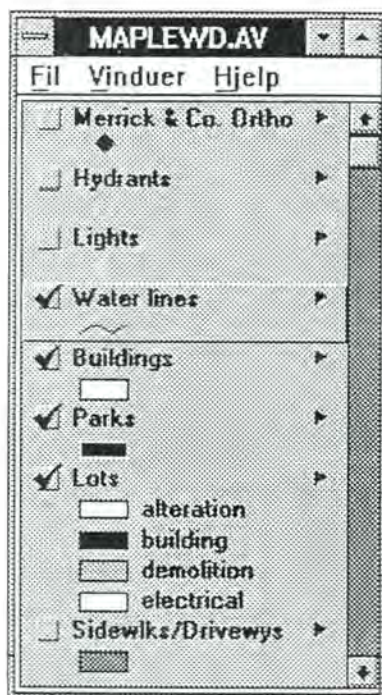 MAPLEWD.AV
Fil Vinduer Hjelp
Merrick & Co. Ortho
Hydrants
Lights
Water lines
Buildings
Parks
Lots
alteration
building
demolition
electrical
Sidewlks/Drivewys